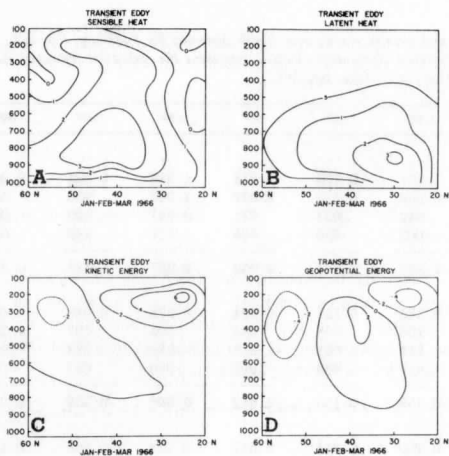 TRANSIENT EDDY
SENSIBLE HEAT
TRANSIENT EDDY
LATENT HEAT
100
200
300
400
500
600
700
800
900
1000
A
60 N
50
40
30
20 N
JAN-FEB-MAR 1966
100
200
300
400
500
600
700
800
900
1000
B
60 N
50
40
30
20 N
JAN-FEB-MAR 1966
TRANSIENT EDDY
KINETIC ENERGY
TRANSIENT EDDY
GEOPOTENTIAL ENERGY
100
200
300
400
500
600
700
800
900
1000
C
60 N
50
40
30
20 N
JAN-FEB-MAR 1966
100
200
300
400
500
600
700
800
900
1000
D
60 N
50
40
30
20 N
JAN-FEB-MAR 1966